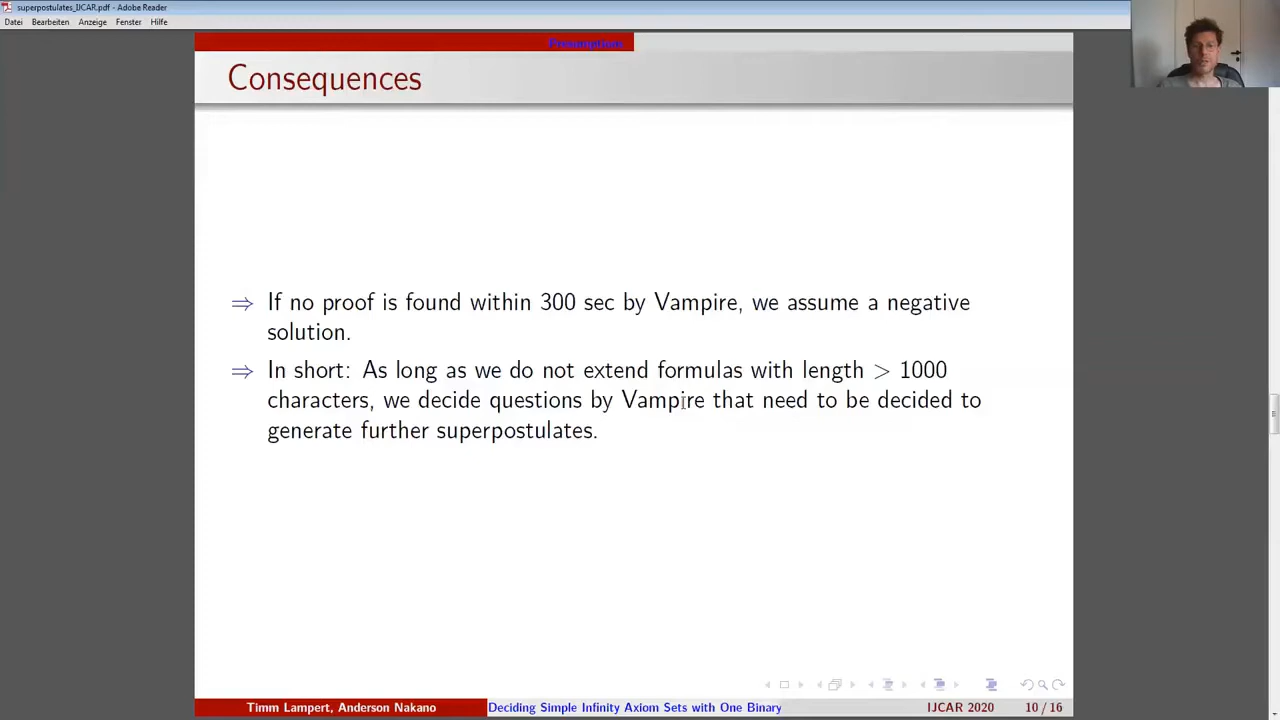 superpostulates_IJCAR.pdf - Adobe Reader
Datei Bearbeiten Anzeige Fenster Hilfe
Presumptions
Consequences
⇒ If no proof is found within 300 sec by Vampire, we assume a negative
solution.
⇒ In short: As long as we do not extend formulas with length > 1000
characters, we decide questions by Vampire that need to be decided to
generate further superpostulates.
Timm Lampert, Anderson Nakano Deciding Simple Infinity Axiom Sets with One Binary IJCAR 2020 10 / 16